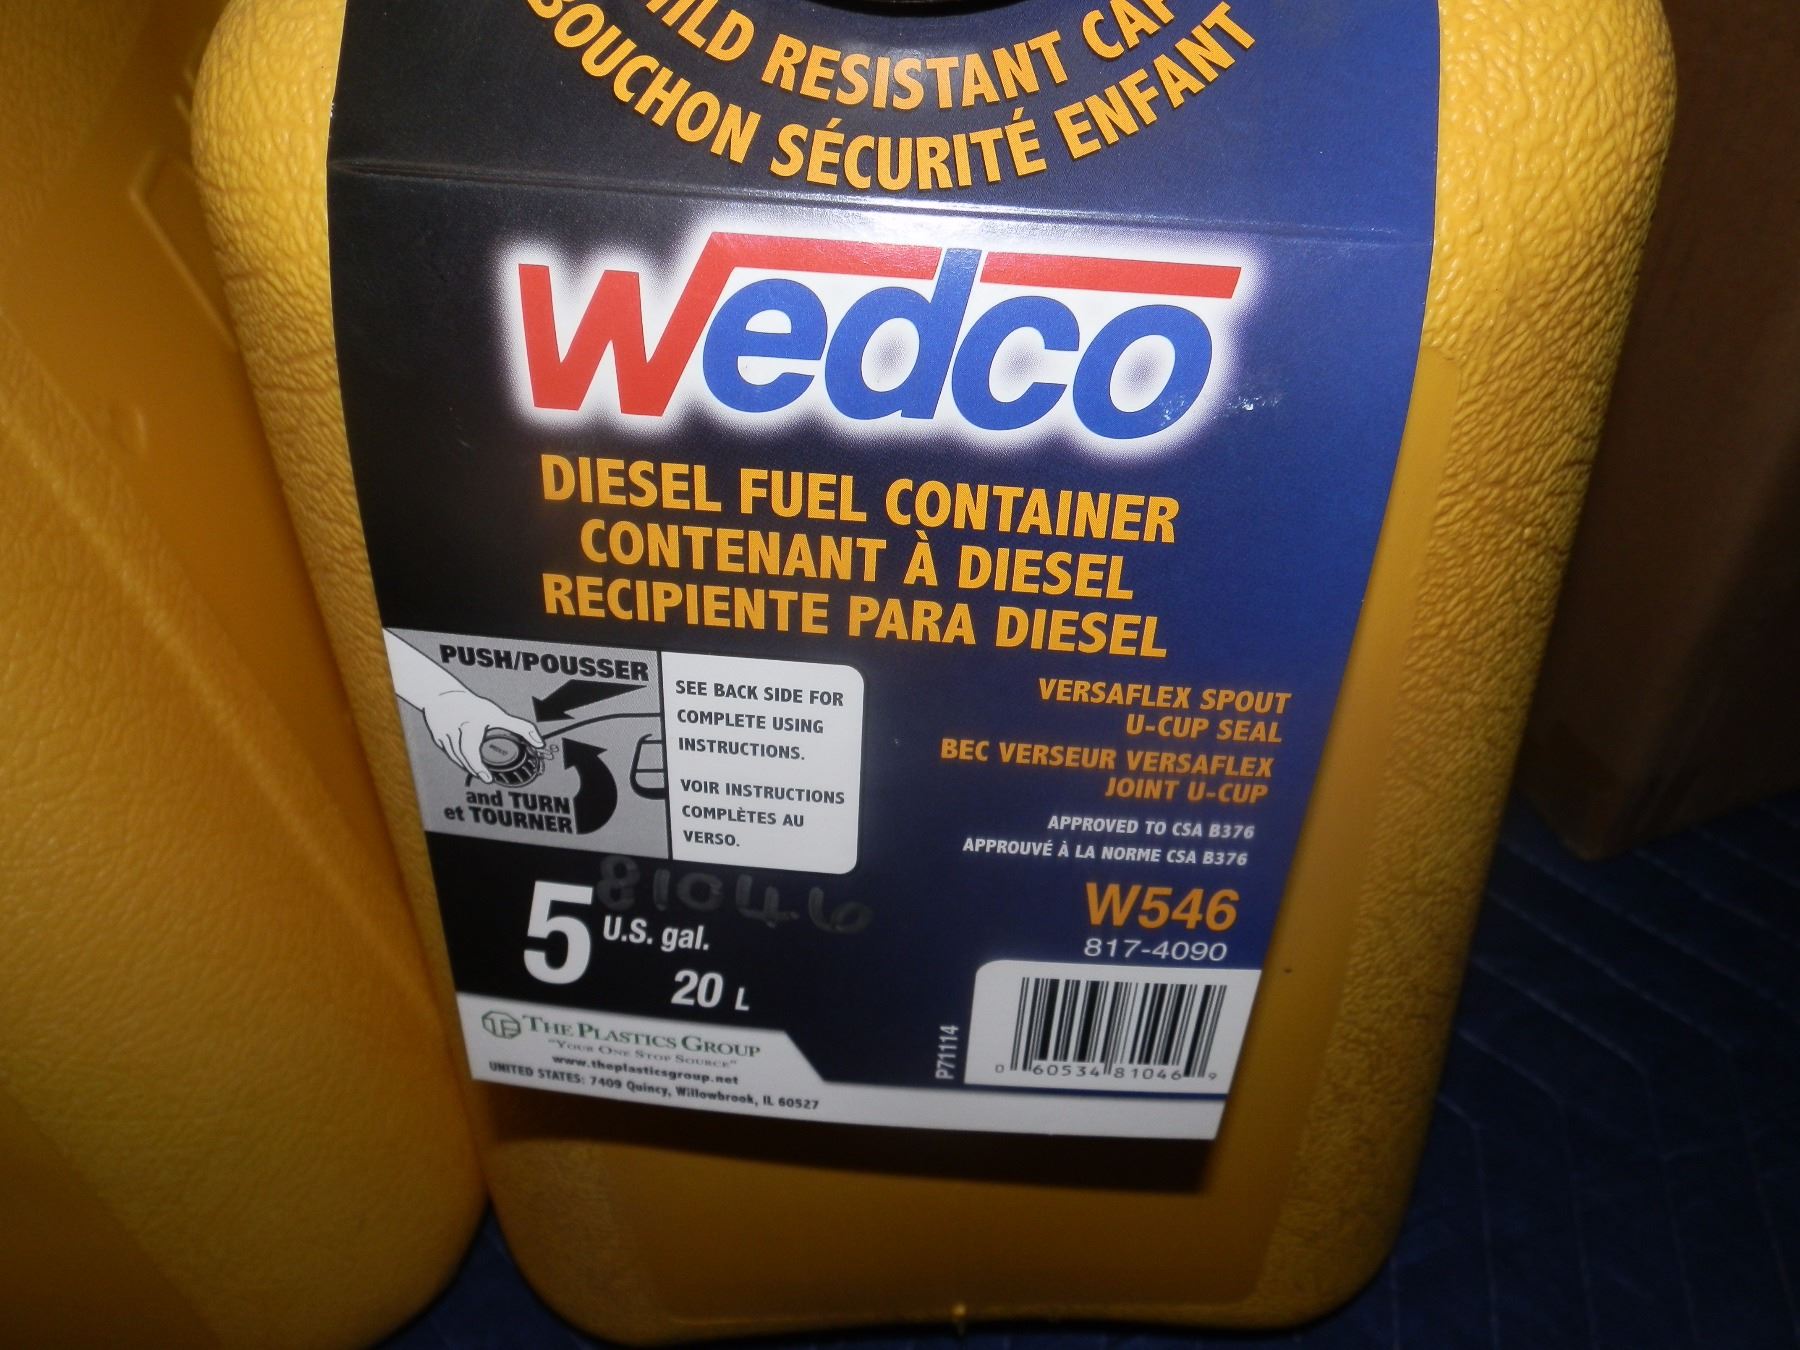 CHILD RESISTANT CAP
BOUCHON SÉCURITÉ ENFANT
Wedco
DIESEL FUEL CONTAINER
CONTENANT À DIESEL
RECIPIENTE PARA DIESEL
PUSH/POUSSER
and TURN
et TOURNER
SEE BACK SIDE FOR
COMPLETE USING
INSTRUCTIONS.
VOIR INSTRUCTIONS
COMPLÈTES AU
VERSO.
VERSAFLEX SPOUT
U-CUP SEAL
BEC VERSEUR VERSAFLEX
JOINT U-CUP
APPROVED TO CSA B376
APPROUVÉ À LA NORME CSA B376
W546
817-4090
81046
5 U.S. gal.
20 L
THE PLASTICS GROUP
"YOUR ONE STOP SOURCE"
www.theplasticsgroup.net
UNITED STATES: 7409 Quincy, Willowbrook, IL 60527
P71114
0 60534 81046 9